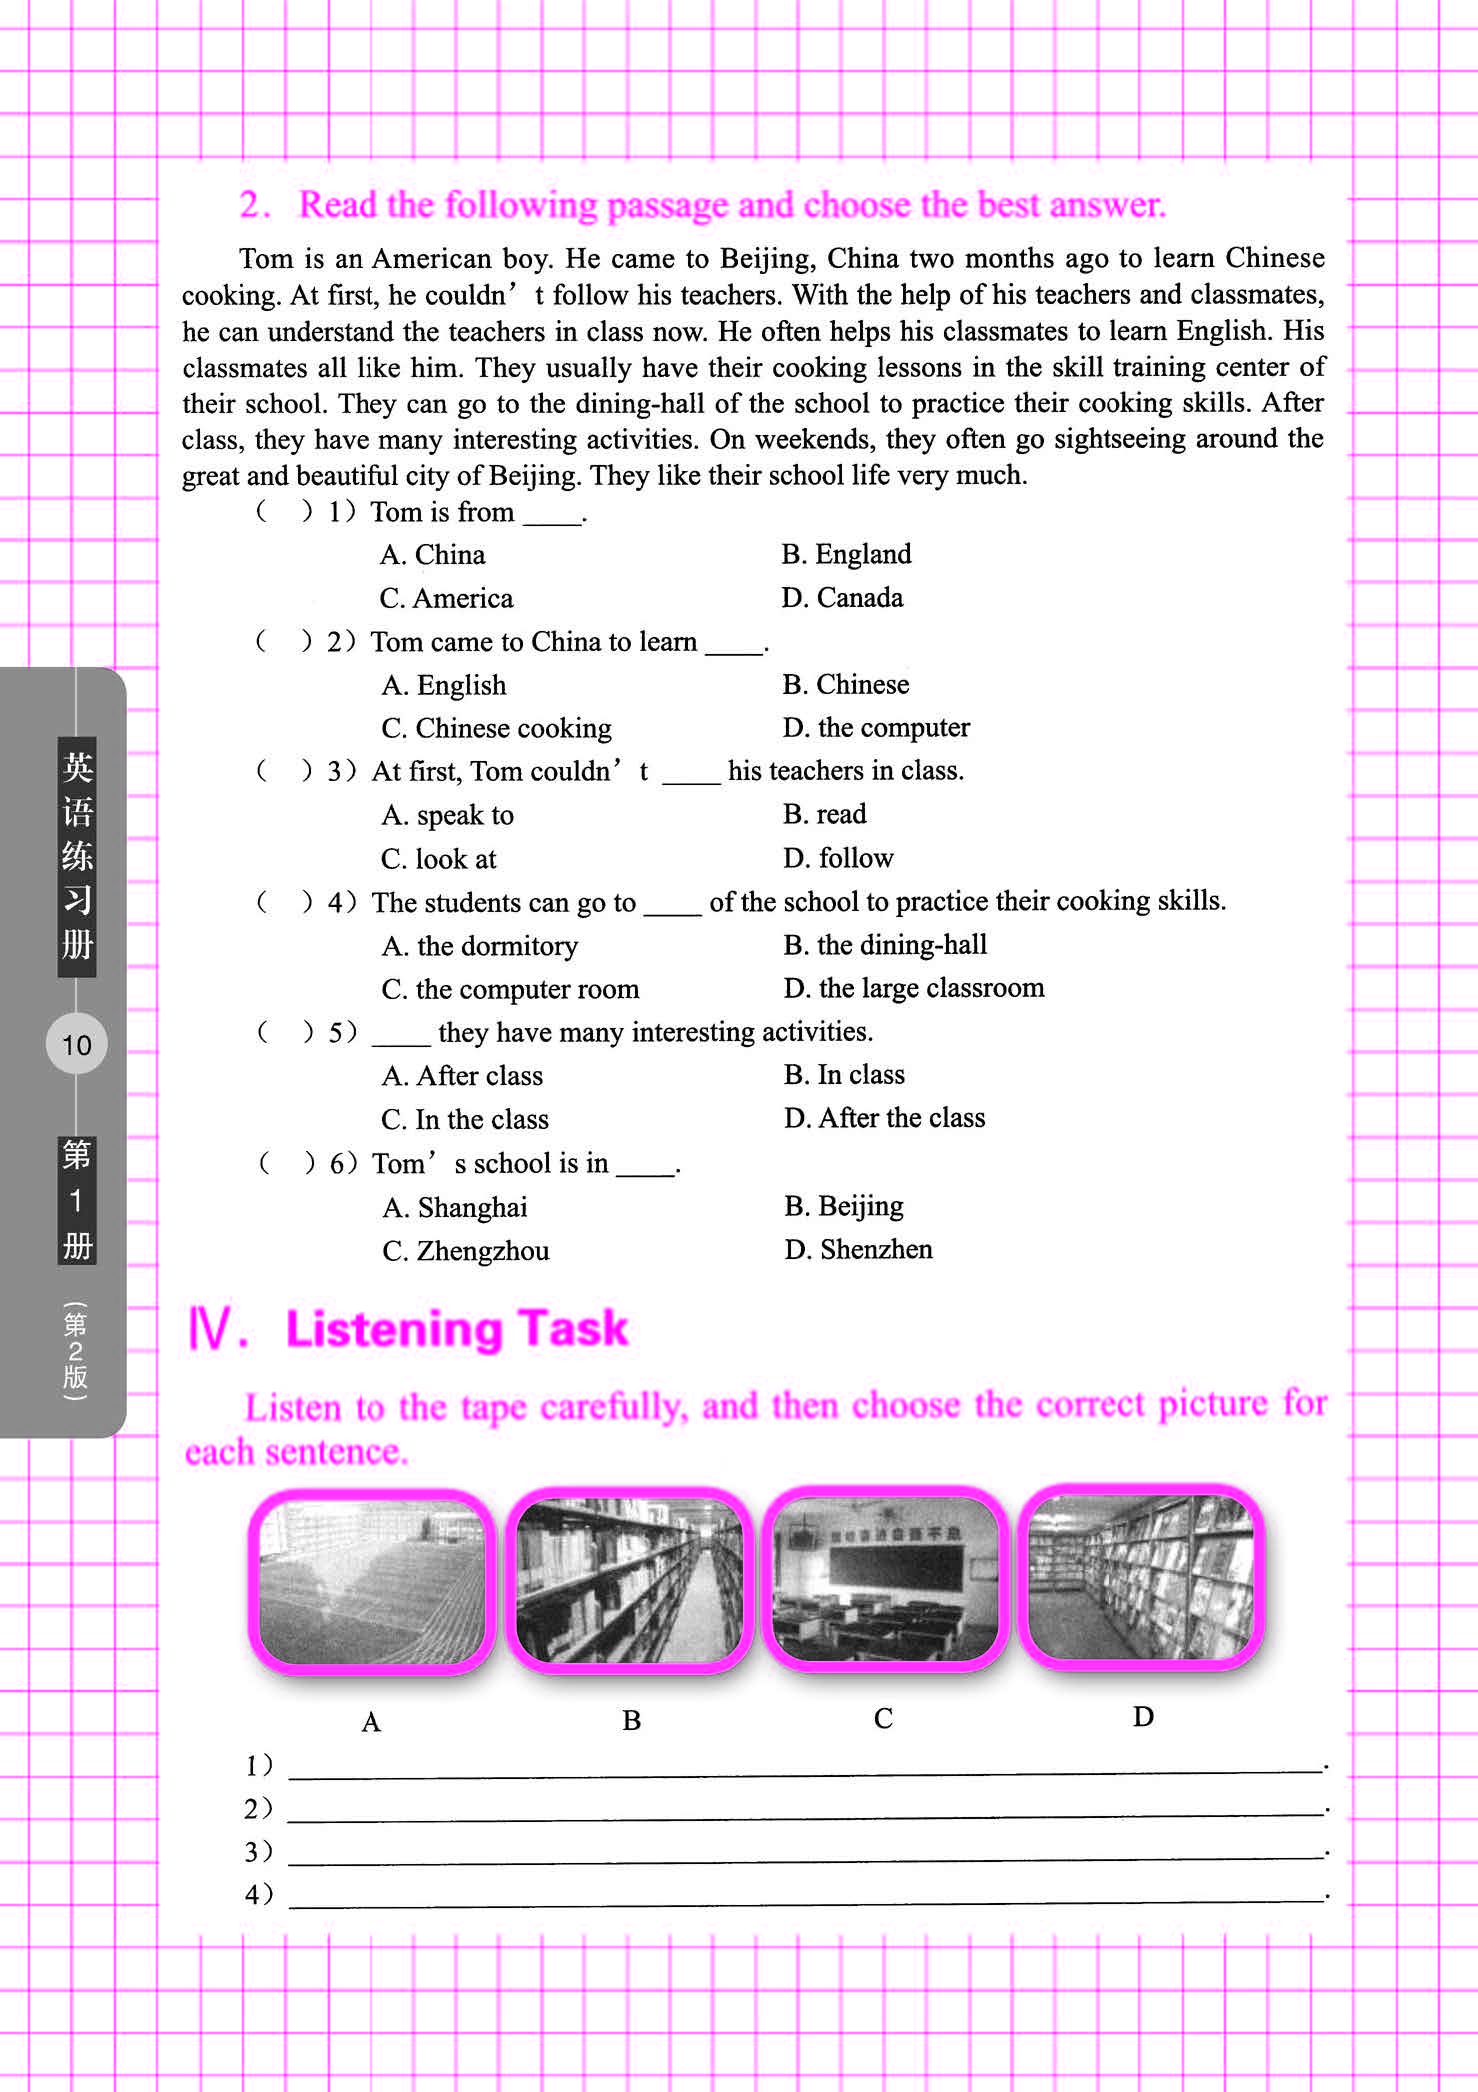 2. Read the following passage and choose the best answer.
Tom is an American boy. He came to Beijing, China two months ago to learn Chinese
cooking. At first, he couldn’t follow his teachers. With the help of his teachers and classmates,
he can understand the teachers in class now. He often helps his classmates to learn English. His
classmates all like him. They usually have their cooking lessons in the skill training center of
their school. They can go to the dining-hall of the school to practice their cooking skills. After
class, they have many interesting activities. On weekends, they often go sightseeing around the
great and beautiful city of Beijing. They like their school life very much.
（　）1）Tom is from ____.
A. China B. England
C. America D. Canada
（　）2）Tom came to China to learn ____.
A. English B. Chinese
C. Chinese cooking D. the computer
（　）3）At first, Tom couldn’t ____ his teachers in class.
A. speak to B. read
C. look at D. follow
（　）4）The students can go to ____ of the school to practice their cooking skills.
A. the dormitory B. the dining-hall
C. the computer room D. the large classroom
（　）5）____ they have many interesting activities.
A. After class B. In class
C. In the class D. After the class
（　）6）Tom’s school is in ____.
A. Shanghai B. Beijing
C. Zhengzhou D. Shenzhen
Ⅳ. Listening Task
Listen to the tape carefully, and then choose the correct picture for
each sentence.
A B C D
1）____.
2）____.
3）____.
4）____.
英语练习册
10
第1册
（第2版）